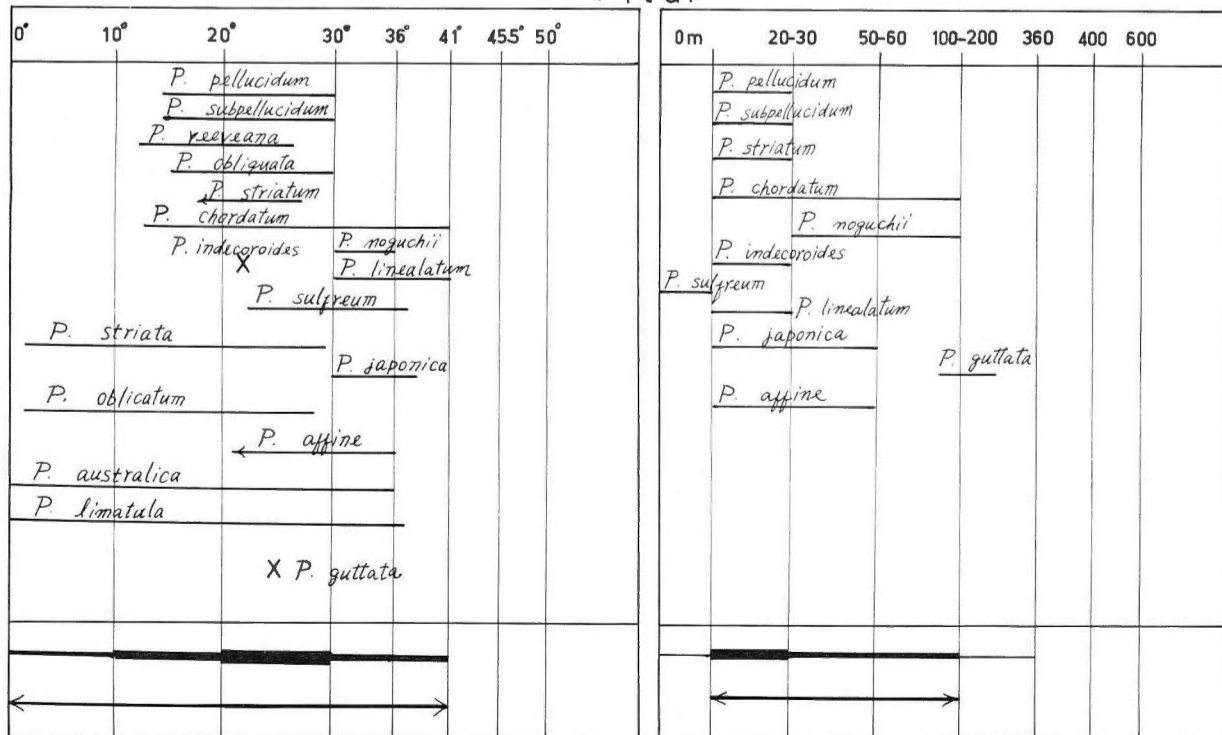 0° 10° 20° 30° 36° 41° 45.5° 50°
P. pellucidum
P. subpellucidum
P. reeveana
P. obliquata
P. striatum
P. chordatum
P. indecoroides
X
P. noguchii
P. linealatum
P. sulfreum
P. striata
P. japonica
P. oblicatum
P. affine
P. australica
P. limatula
X P. guttata
0 m 20-30 50-60 100-200 360 400 600
P. pellucidum
P. subpellucidum
P. striatum
P. chordatum
P. noguchii
P. indecoroides
P. sulfreum
P. linealatum
P. japonica
P. guttata
P. affine